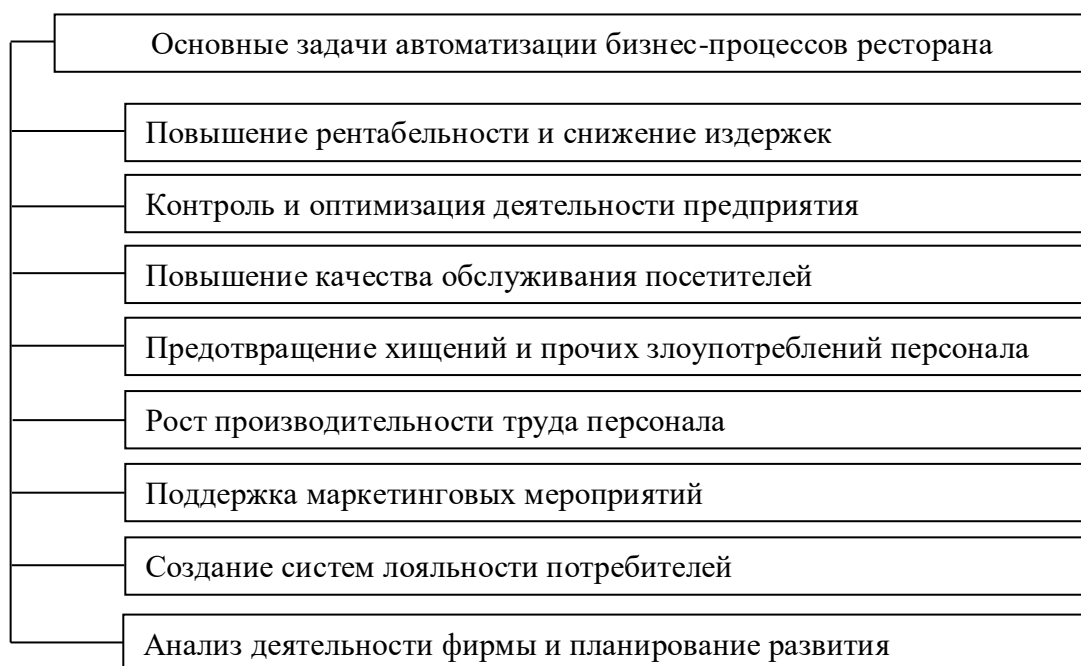 Основные задачи автоматизации бизнес-процессов ресторана
Повышение рентабельности и снижение издержек
Контроль и оптимизация деятельности предприятия
Повышение качества обслуживания посетителей
Предотвращение хищений и прочих злоупотреблений персонала
Рост производительности труда персонала
Поддержка маркетинговых мероприятий
Создание систем лояльности потребителей
Анализ деятельности фирмы и планирование развития